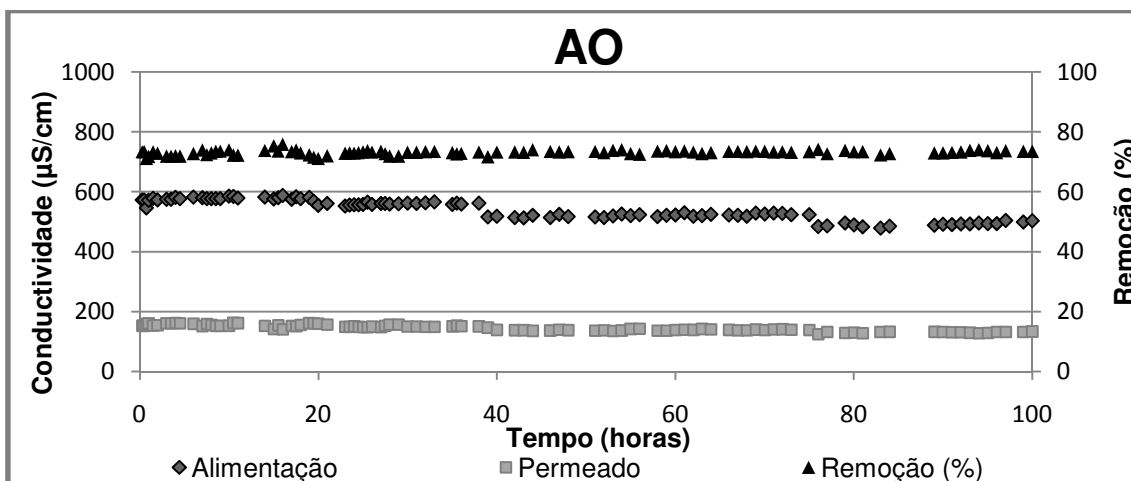 AO
Conductividade (µS/cm)
1000
800
600
400
200
0
100
80
60
40
20
0
Remoção (%)
0 20 40 60 80 100
Tempo (horas)
Alimentação Permeado Remoção (%)